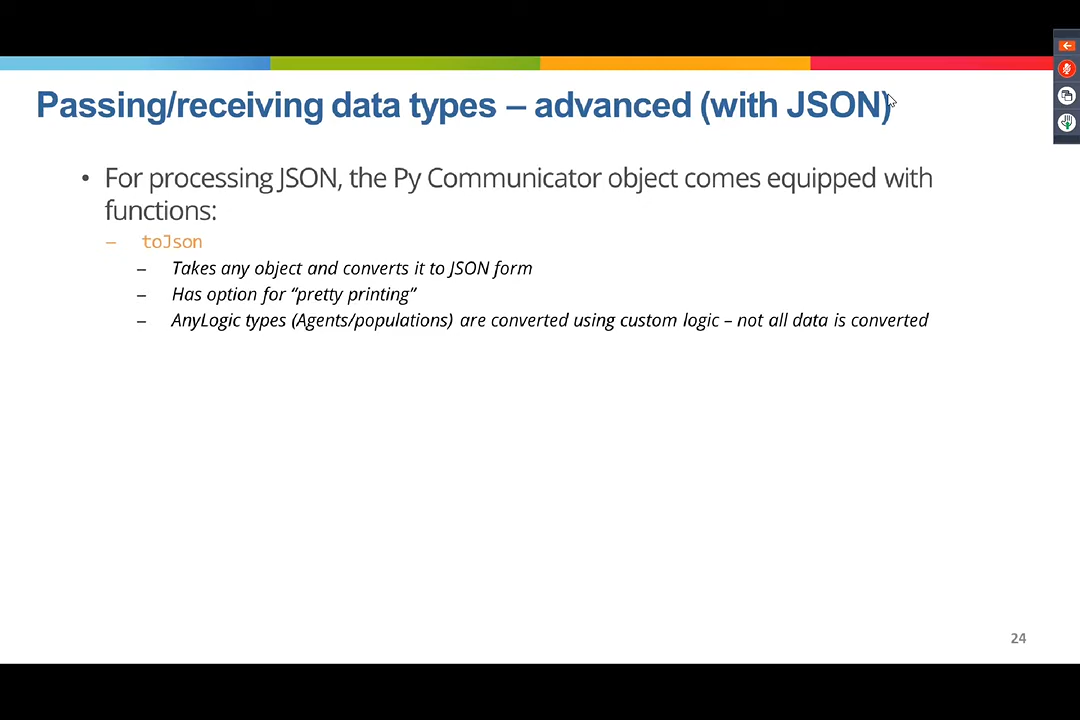 Passing/receiving data types – advanced (with JSON)
• For processing JSON, the Py Communicator object comes equipped with
functions:
– toJson
– Takes any object and converts it to JSON form
– Has option for “pretty printing”
– AnyLogic types (Agents/populations) are converted using custom logic – not all data is converted
24